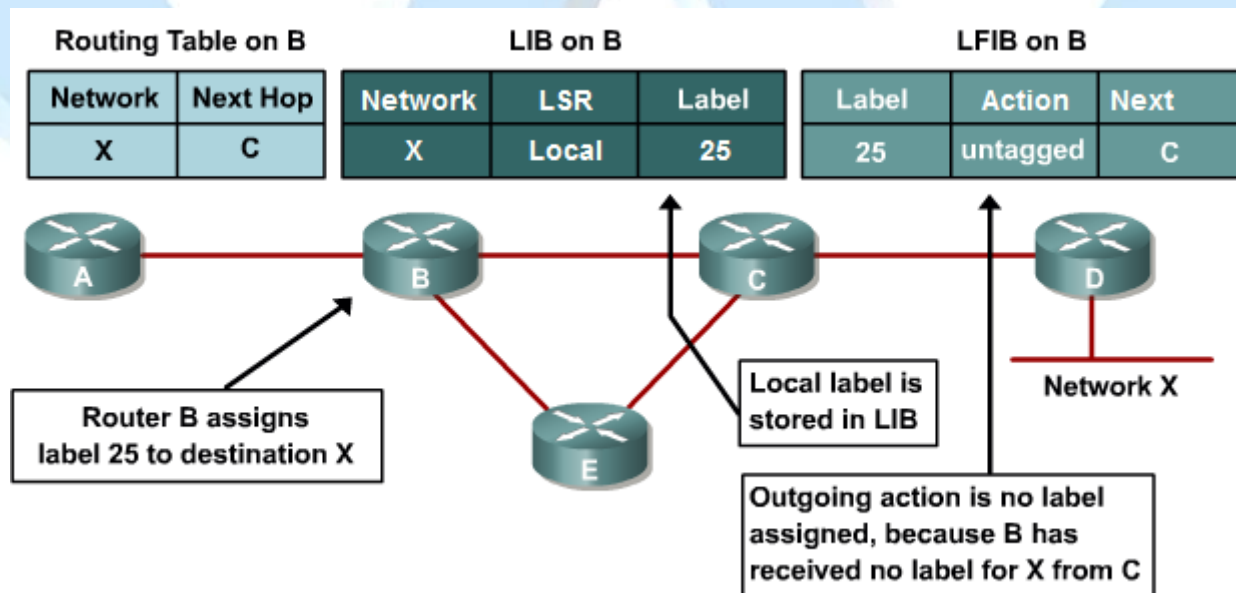 Routing Table on B
LIB on B
LFIB on B
Network Next Hop
X C
Network LSR Label
X Local 25
Label Action Next
25 untagged C
A
B
C
D
E
Router B assigns
label 25 to destination X
Local label is
stored in LIB
Network X
Outgoing action is no label
assigned, because B has
received no label for X from C